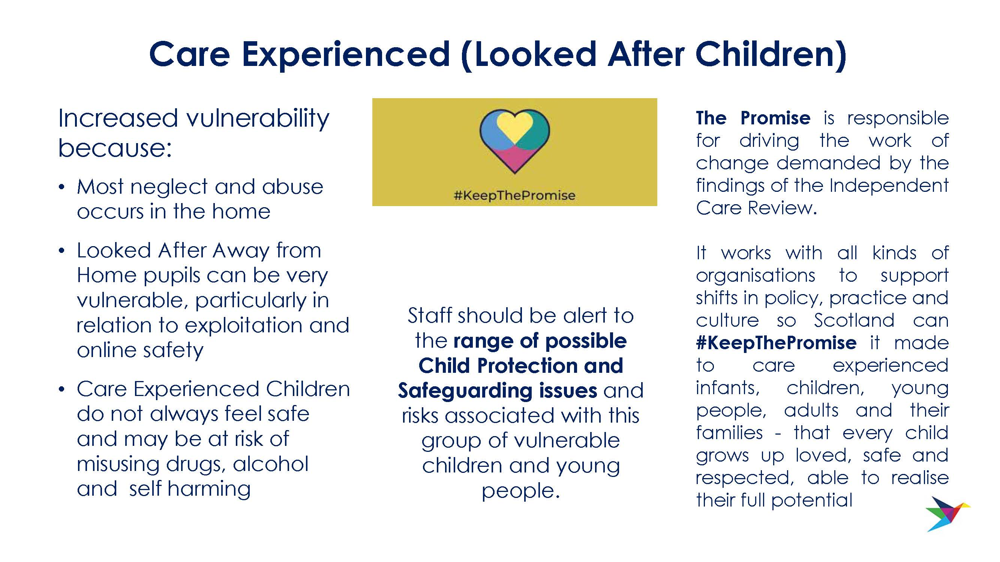 Care Experienced (Looked After Children)
Increased vulnerability
because:
• Most neglect and abuse
occurs in the home
• Looked After Away from
Home pupils can be very
vulnerable, particularly in
relation to exploitation and
online safety
• Care Experienced Children
do not always feel safe
and may be at risk of
misusing drugs, alcohol
and self harming
#KeepThePromise
Staff should be alert to
the range of possible
Child Protection and
Safeguarding issues and
risks associated with this
group of vulnerable
children and young
people.
The Promise is responsible
for driving the work of
change demanded by the
findings of the Independent
Care Review.
It works with all kinds of
organisations to support
shifts in policy, practice and
culture so Scotland can
#KeepThePromise it made
to care experienced
infants, children, young
people, adults and their
families - that every child
grows up loved, safe and
respected, able to realise
their full potential